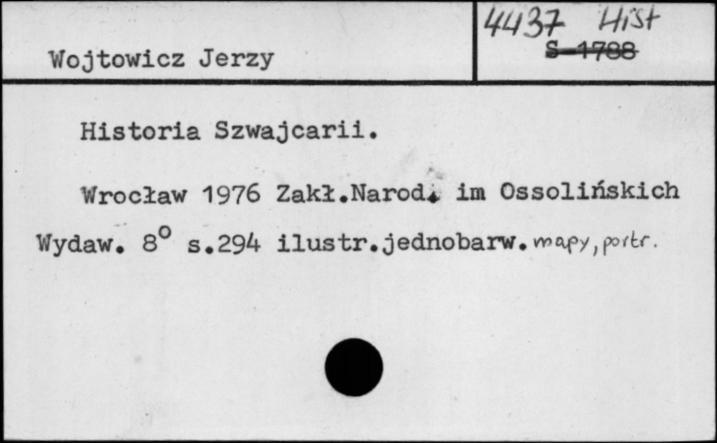 4437 Hist
S-1788
Wojtowicz Jerzy
Historia Szwajcarii.
Wrocław 1976 Zakł.Narod. im Ossolińskich
Wydaw. 8° s.294 ilustr.jednobarw. mapy, portr.